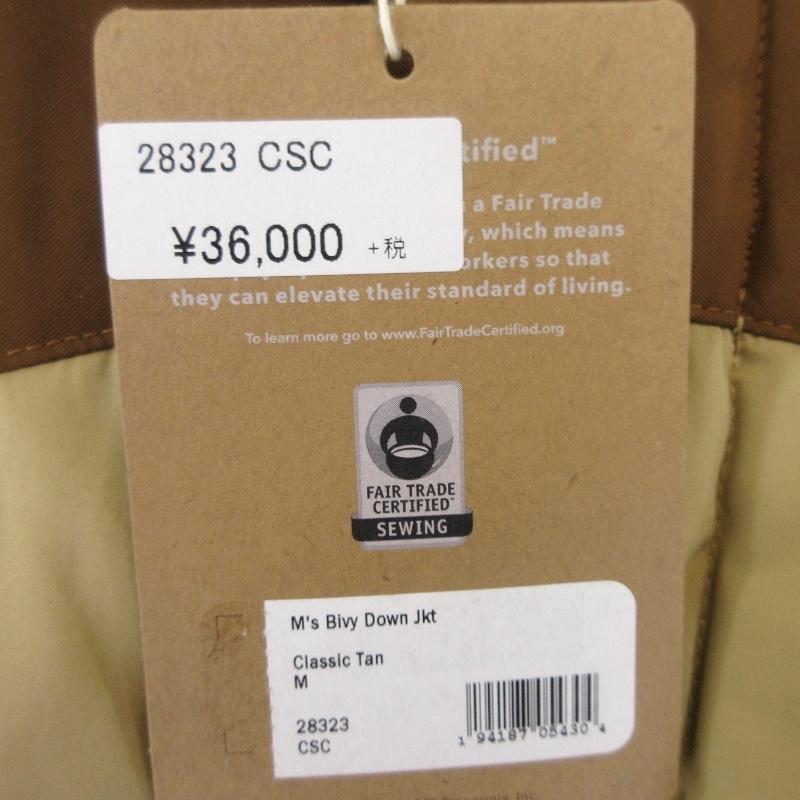 28323 CSC
¥36,000 +税
tified™
a Fair Trade
, which means
orkers so that
they can elevate their standard of living.
To learn more go to www.FairTradeCertified.org
FAIR TRADE
CERTIFIED™
SEWING
M's Bivy Down Jkt
Classic Tan
M
28323
CSC
1 94187 05430 4